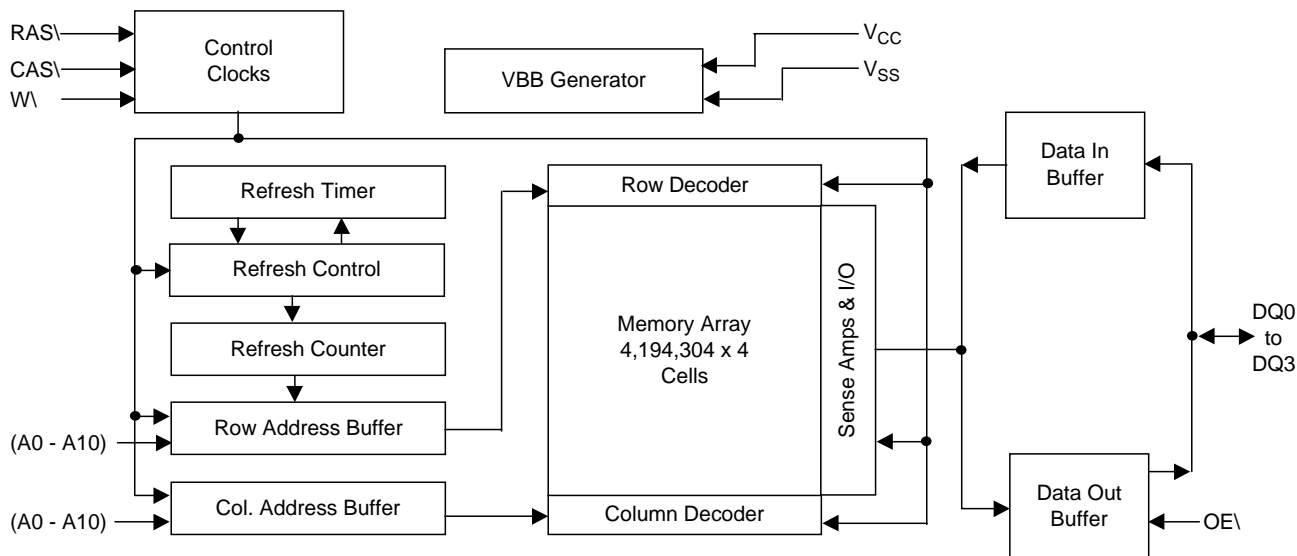 RAS\
CAS\
W\
Control
Clocks
VBB Generator
VCC
VSS
Refresh Timer
Refresh Control
Refresh Counter
Row Address Buffer
Col. Address Buffer
(A0 - A10)
(A0 - A10)
Row Decoder
Memory Array
4,194,304 x 4
Cells
Column Decoder
Sense Amps & I/O
Data In
Buffer
Data Out
Buffer
OE\
DQ0
to
DQ3